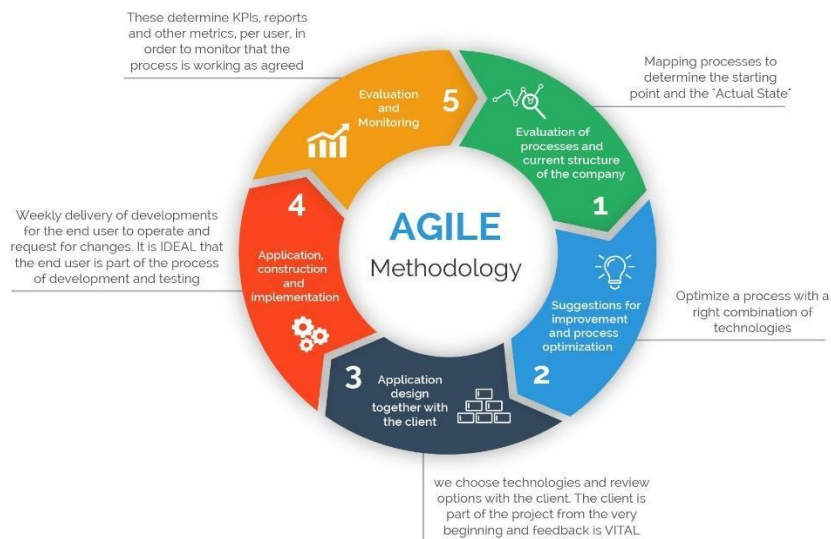 These determine KPIs, reports
and other metrics, per user, in
order to monitor that the
process is working as agreed
Evaluation
and
Monitoring
5
Mapping processes to
determine the starting
point and the "Actual State"
Evaluation of
processes and
current structure
of the company
1
AGILE
Methodology
Weekly delivery of developments
for the end user to operate and
request for changes. It is IDEAL that
the end user is part of the process
of development and testing
4
Application,
construction
and
implementation
Suggestions for
improvement
and process
optimization
2
Optimize a process with a
right combination of
technologies
3
Application
design
together with
the client
we choose technologies and review
options with the client. The client is
part of the project from the very
beginning and feedback is VITAL